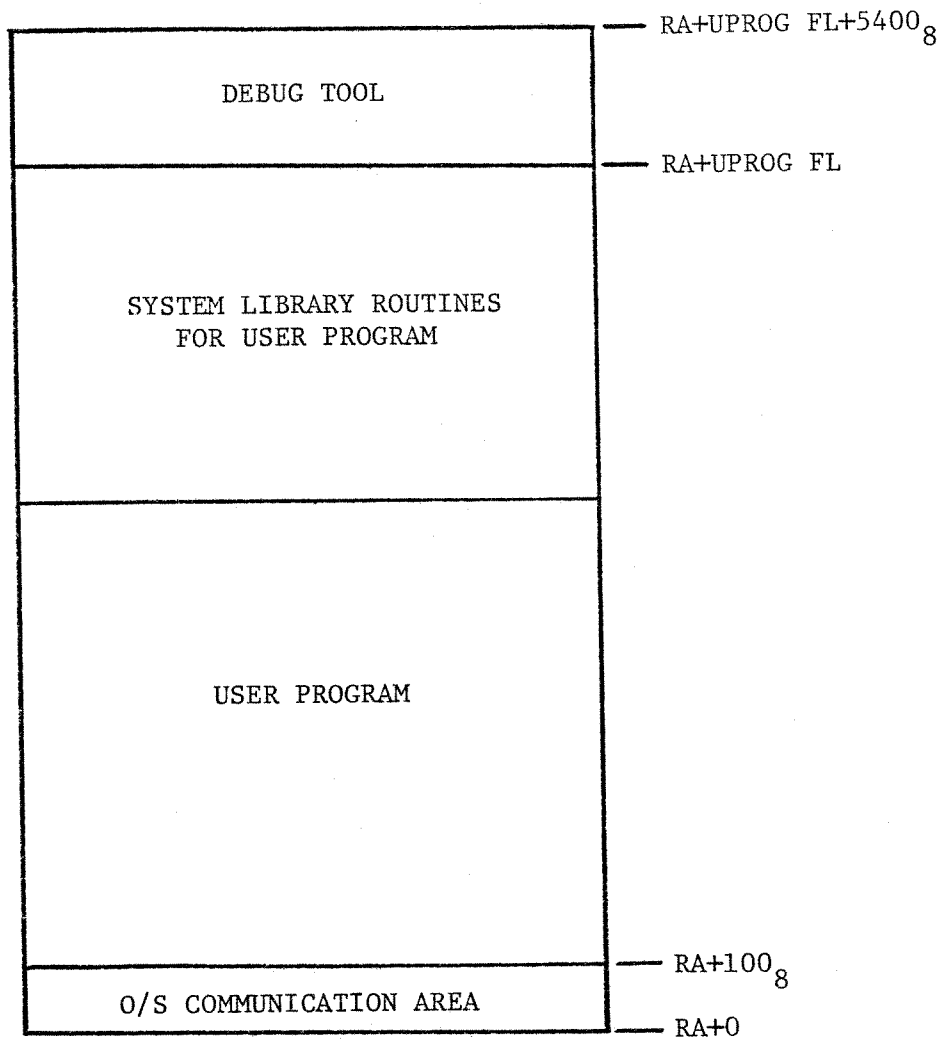 RA+UPROG FL+5400₈
DEBUG TOOL
RA+UPROG FL
SYSTEM LIBRARY ROUTINES
FOR USER PROGRAM
USER PROGRAM
RA+100₈
O/S COMMUNICATION AREA
RA+0